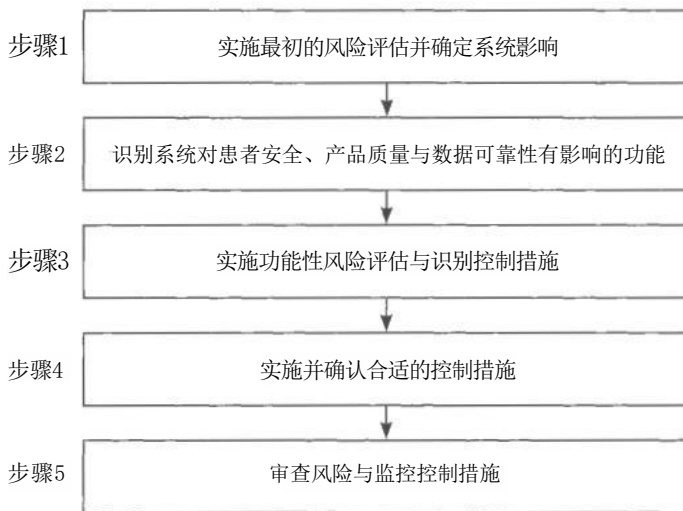 步骤1 实施最初的风险评估并确定系统影响
步骤2 识别系统对患者安全、产品质量与数据可靠性有影响的功能
步骤3 实施功能性风险评估与识别控制措施
步骤4 实施并确认合适的控制措施
步骤5 审查风险与监控控制措施